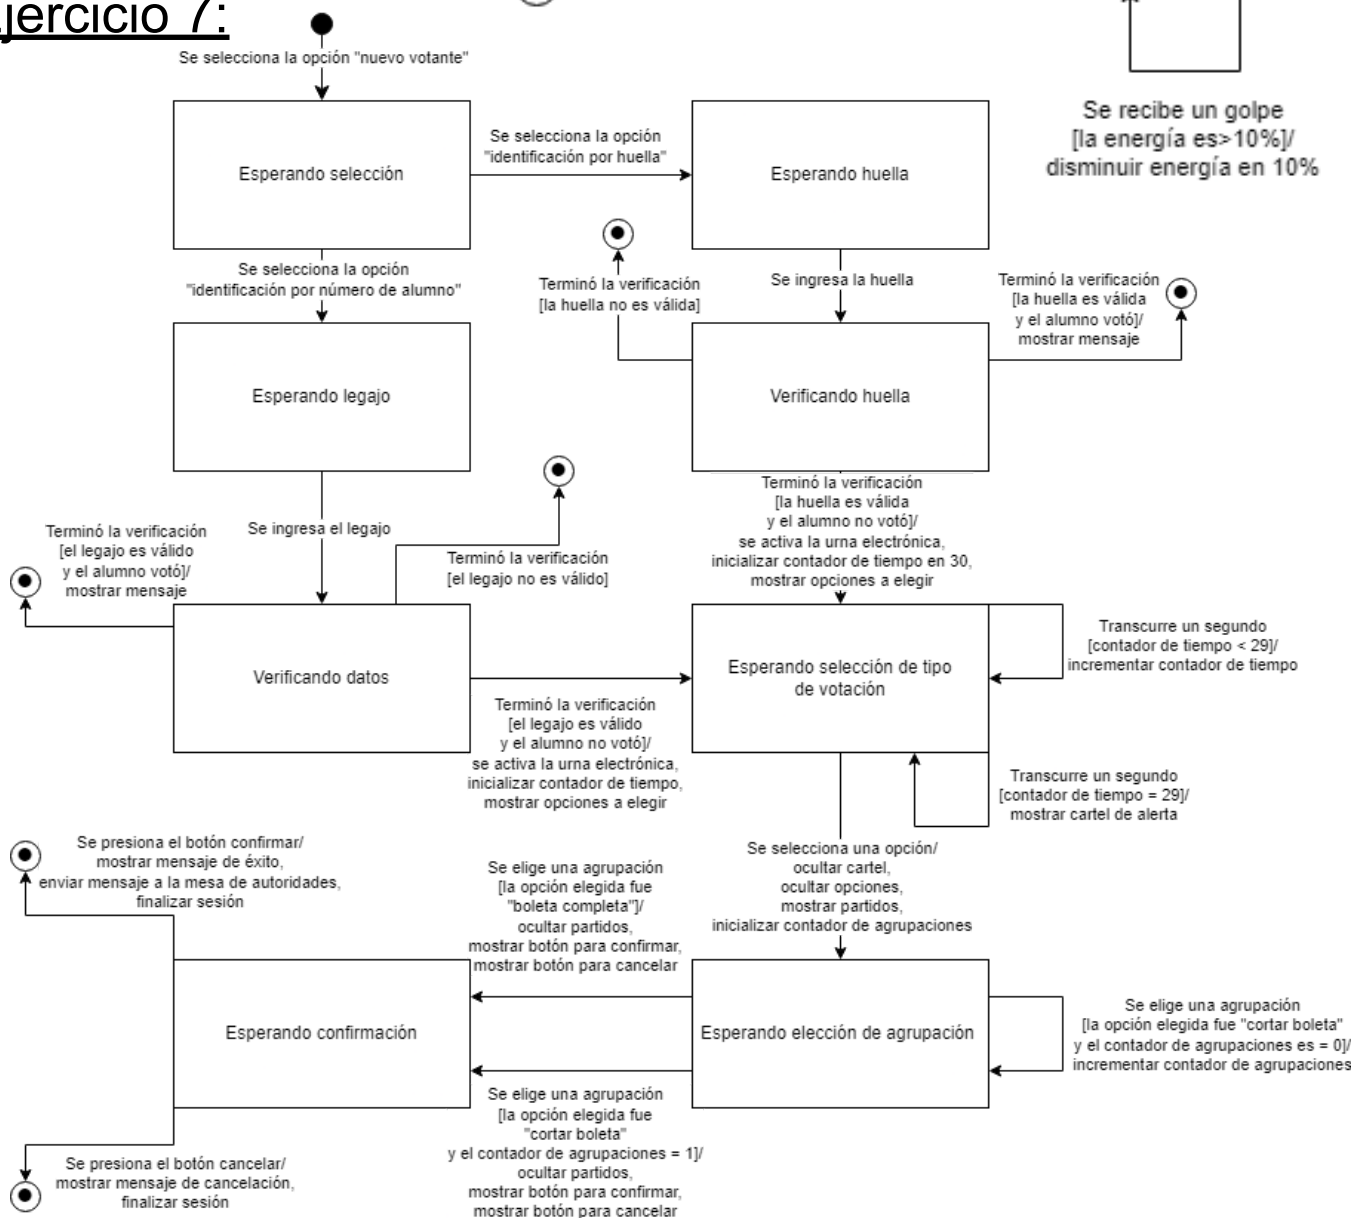 jercicio 7:
Se recibe un golpe
[la energía es>10%]/
disminuir energía en 10%
Se selecciona la opción "nuevo votante"
Esperando selección
Se selecciona la opción
"identificación por huella"
Esperando huella
Se selecciona la opción
"identificación por número de alumno"
Terminó la verificación
[la huella no es válida]
Se ingresa la huella
Terminó la verificación
[la huella es válida
y el alumno votó]/
mostrar mensaje
Esperando legajo
Verificando huella
Terminó la verificación
[el legajo es válido
y el alumno votó]/
mostrar mensaje
Se ingresa el legajo
Terminó la verificación
[el legajo no es válido]
Terminó la verificación
[la huella es válida
y el alumno no votó]/
se activa la urna electrónica,
inicializar contador de tiempo en 30,
mostrar opciones a elegir
Verificando datos
Terminó la verificación
[el legajo es válido
y el alumno no votó]/
se activa la urna electrónica,
inicializar contador de tiempo,
mostrar opciones a elegir
Esperando selección de tipo
de votación
Transcurre un segundo
[contador de tiempo < 29]/
incrementar contador de tiempo
Transcurre un segundo
[contador de tiempo = 29]/
mostrar cartel de alerta
Se selecciona una opción/
ocultar cartel,
ocultar opciones,
mostrar partidos,
inicializar contador de agrupaciones
Se presiona el botón confirmar/
mostrar mensaje de éxito,
enviar mensaje a la mesa de autoridades,
finalizar sesión
Se elige una agrupación
[la opción elegida fue
"boleta completa"]/
ocultar partidos,
mostrar botón para confirmar,
mostrar botón para cancelar
Esperando confirmación
Esperando elección de agrupación
Se elige una agrupación
[la opción elegida fue "cortar boleta"
y el contador de agrupaciones es = 0]/
incrementar contador de agrupaciones
Se elige una agrupación
[la opción elegida fue
"cortar boleta"
y el contador de agrupaciones = 1]/
ocultar partidos,
mostrar botón para confirmar,
mostrar botón para cancelar
Se presiona el botón cancelar/
mostrar mensaje de cancelación,
finalizar sesión